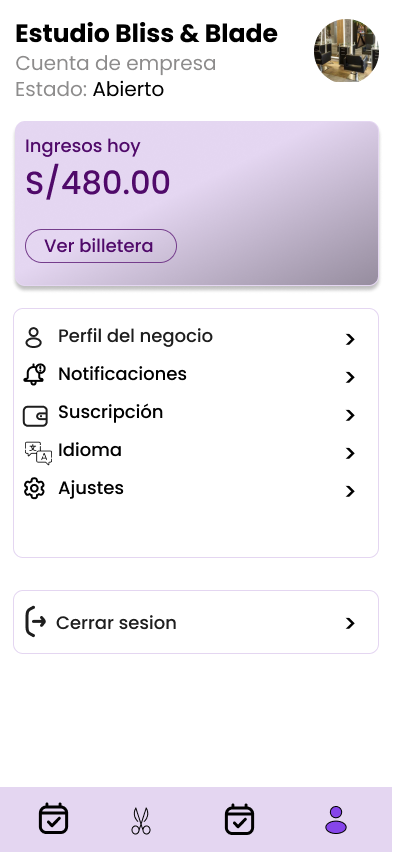 Estudio Bliss & Blade
Cuenta de empresa
Estado: Abierto
Ingresos hoy
S/480.00
Ver billetera
Perfil del negocio
Notificaciones
Suscripción
Idioma
Ajustes
Cerrar sesion